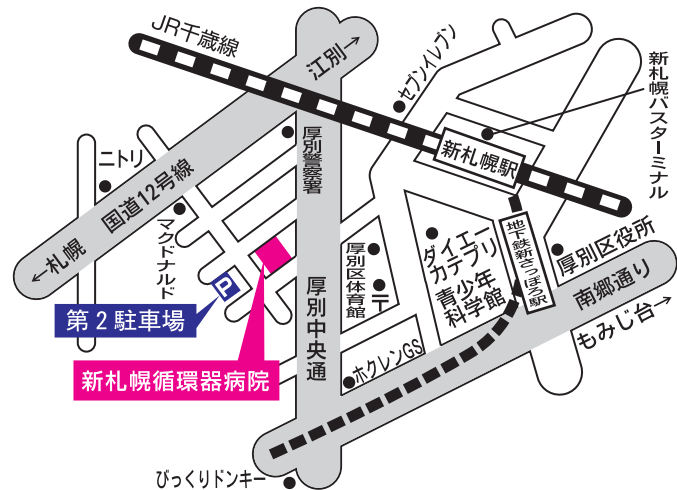 JR千歳線
江別→
セブンイレブン
新札幌バスターミナル
厚別警察署
新札幌駅
ニトリ
国道12号線
←札幌
マクドナルド
地下鉄新さっぽろ駅
厚別区役所
ダイエー
カテプリ
青少年
科学館
厚別区体育館
〒
P
第2駐車場
厚別中央通
南郷通り
もみじ台→
新札幌循環器病院
ホクレンGS
びっくりドンキー